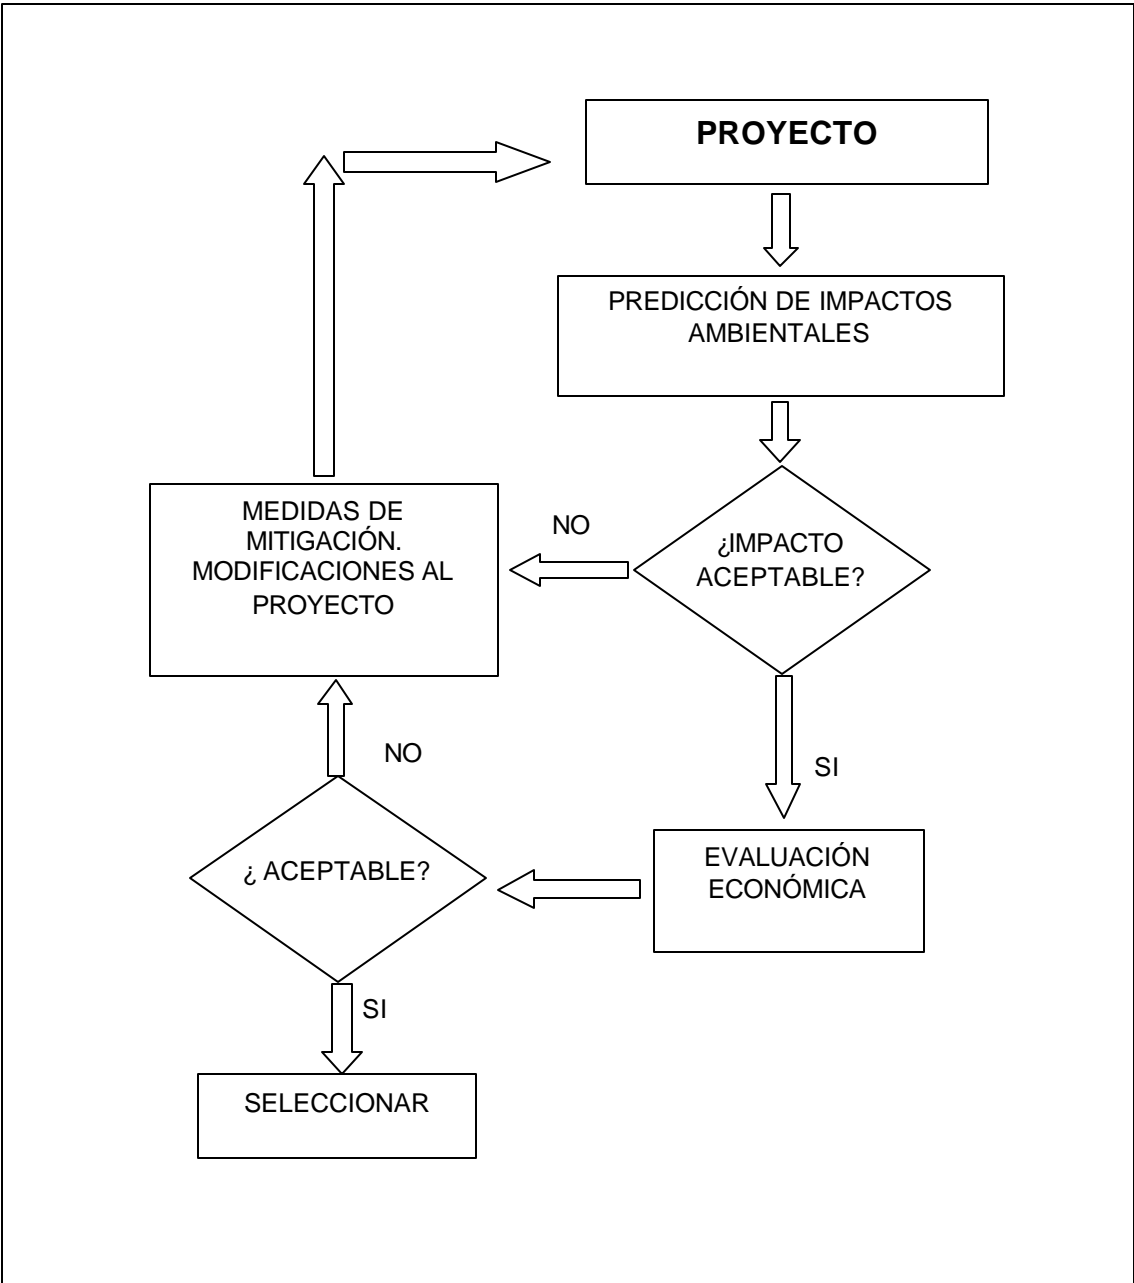 PROYECTO
PREDICCIÓN DE IMPACTOS
AMBIENTALES
¿IMPACTO
ACEPTABLE?
NO
MEDIDAS DE
MITIGACIÓN.
MODIFICACIONES AL
PROYECTO
SI
EVALUACIÓN
ECONÓMICA
¿ ACEPTABLE?
NO
SI
SELECCIONAR